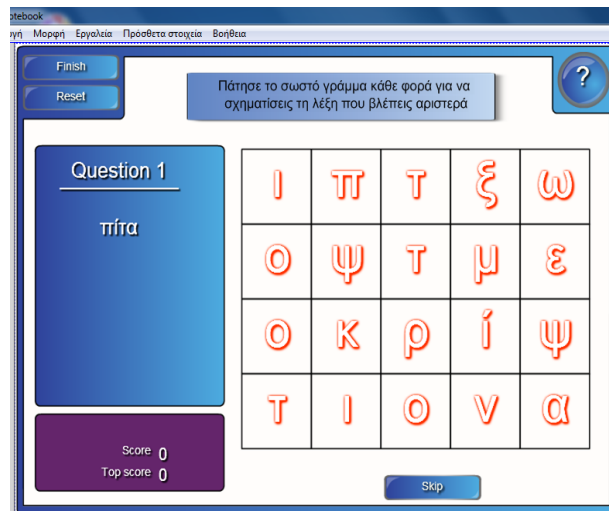 otebook
γή Μορφή Εργαλεία Πρόσθετα στοιχεία Βοήθεια
Finish
Reset
Πάτησε το σωστό γράμμα κάθε φορά για να
σχηματίσεις τη λέξη που βλέπεις αριστερά
?
Question 1
πίτα
ι π τ ξ ω
ο ψ τ μ ε
ο κ ρ ί ψ
τ ι ο ν α
Score 0
Top score 0
Skip